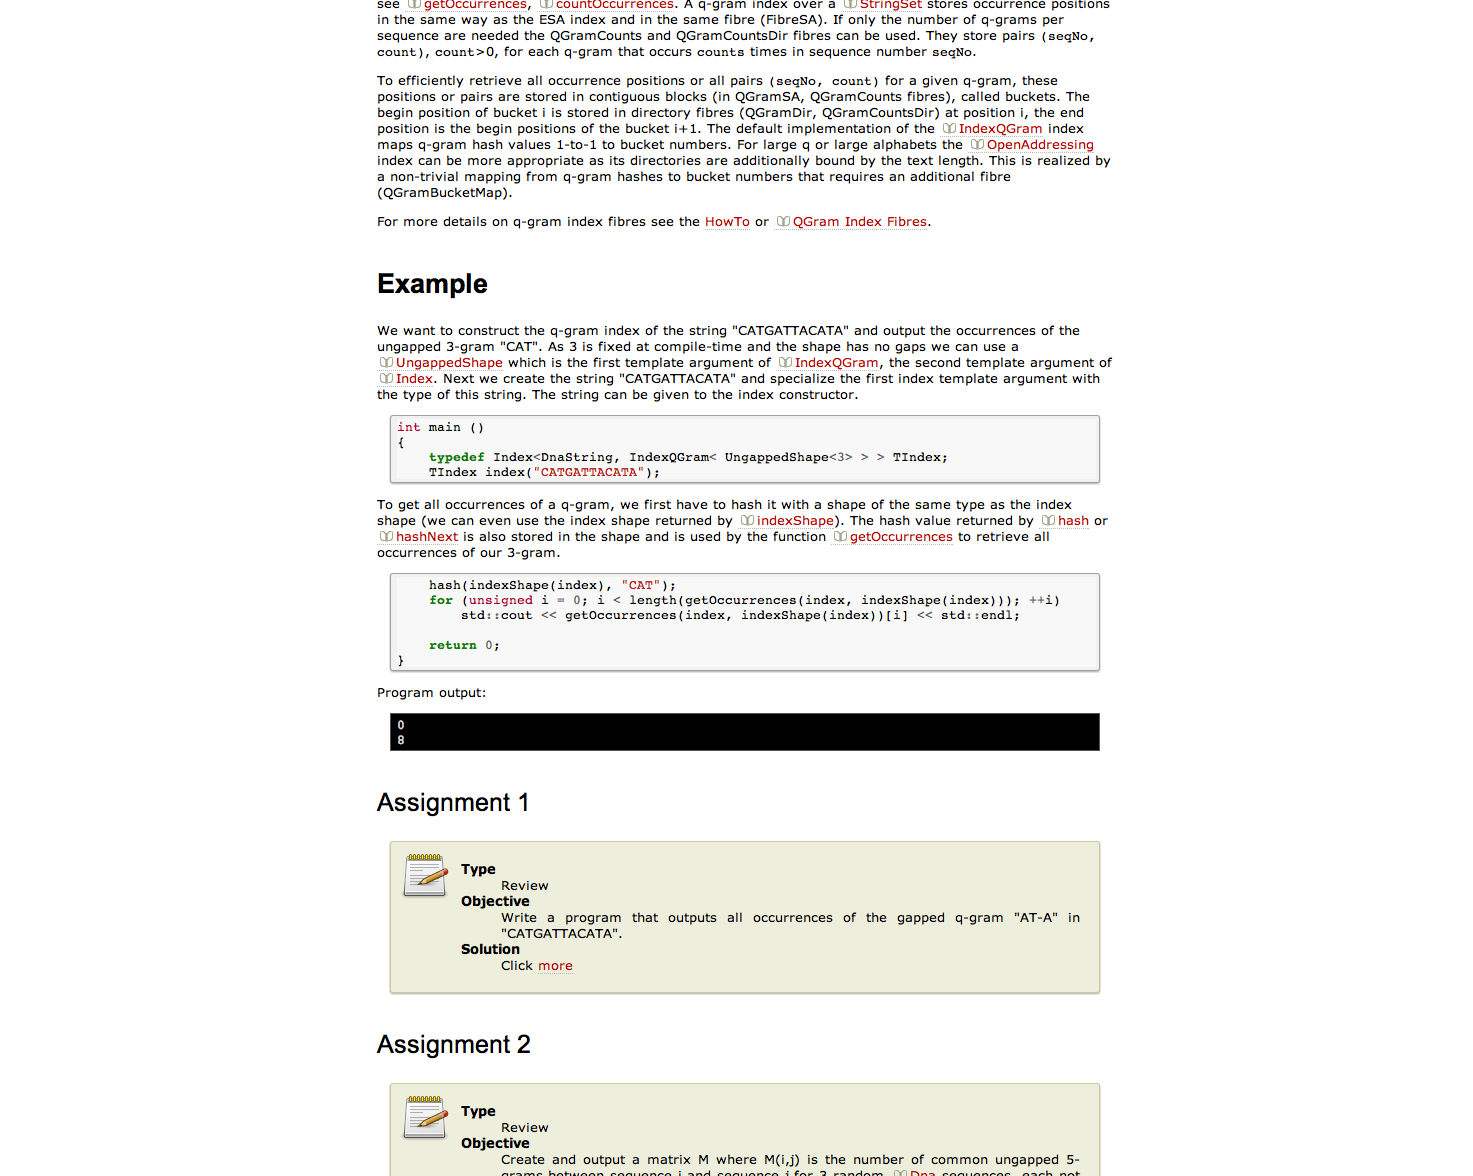 see getOccurrences, countOccurrences. A q-gram index over a StringSet stores occurrence positions
in the same way as the ESA index and in the same fibre (FibreSA). If only the number of q-grams per
sequence are needed the QGramCounts and QGramCountsDir fibres can be used. They store pairs (seqNo,
count), count>0, for each q-gram that occurs counts times in sequence number seqNo.
To efficiently retrieve all occurrence positions or all pairs (seqNo, count) for a given q-gram, these
positions or pairs are stored in contiguous blocks (in QGramSA, QGramCounts fibres), called buckets. The
begin position of bucket i is stored in directory fibres (QGramDir, QGramCountsDir) at position i, the end
position is the begin positions of the bucket i+1. The default implementation of the IndexQGram index
maps q-gram hash values 1-to-1 to bucket numbers. For large q or large alphabets the OpenAddressing
index can be more appropriate as its directories are additionally bound by the text length. This is realized by
a non-trivial mapping from q-gram hashes to bucket numbers that requires an additional fibre
(QGramBucketMap).
For more details on q-gram index fibres see the HowTo or QGram Index Fibres.
Example
We want to construct the q-gram index of the string "CATGATTACATA" and output the occurrences of the
ungapped 3-gram "CAT". As 3 is fixed at compile-time and the shape has no gaps we can use a
UngappedShape which is the first template argument of IndexQGram, the second template argument of
Index. Next we create the string "CATGATTACATA" and specialize the first index template argument with
the type of this string. The string can be given to the index constructor.
int main ()
{
    typedef Index<DnaString, IndexQGram< UngappedShape<3> > > TIndex;
    TIndex index("CATGATTACATA");
To get all occurrences of a q-gram, we first have to hash it with a shape of the same type as the index
shape (we can even use the index shape returned by indexShape). The hash value returned by hash or
hashNext is also stored in the shape and is used by the function getOccurrences to retrieve all
occurrences of our 3-gram.
    hash(indexShape(index), "CAT");
    for (unsigned i = 0; i < length(getOccurrences(index, indexShape(index))); ++i)
        std::cout << getOccurrences(index, indexShape(index))[i] << std::endl;
    return 0;
}
Program output:
0
8
Assignment 1
Type
Review
Objective
Write a program that outputs all occurrences of the gapped q-gram "AT-A" in
"CATGATTACATA".
Solution
Click more
Assignment 2
Type
Review
Objective
Create and output a matrix M where M(i,j) is the number of common ungapped 5-
grams between sequence i and sequence j for 3 random Dna sequences, each not